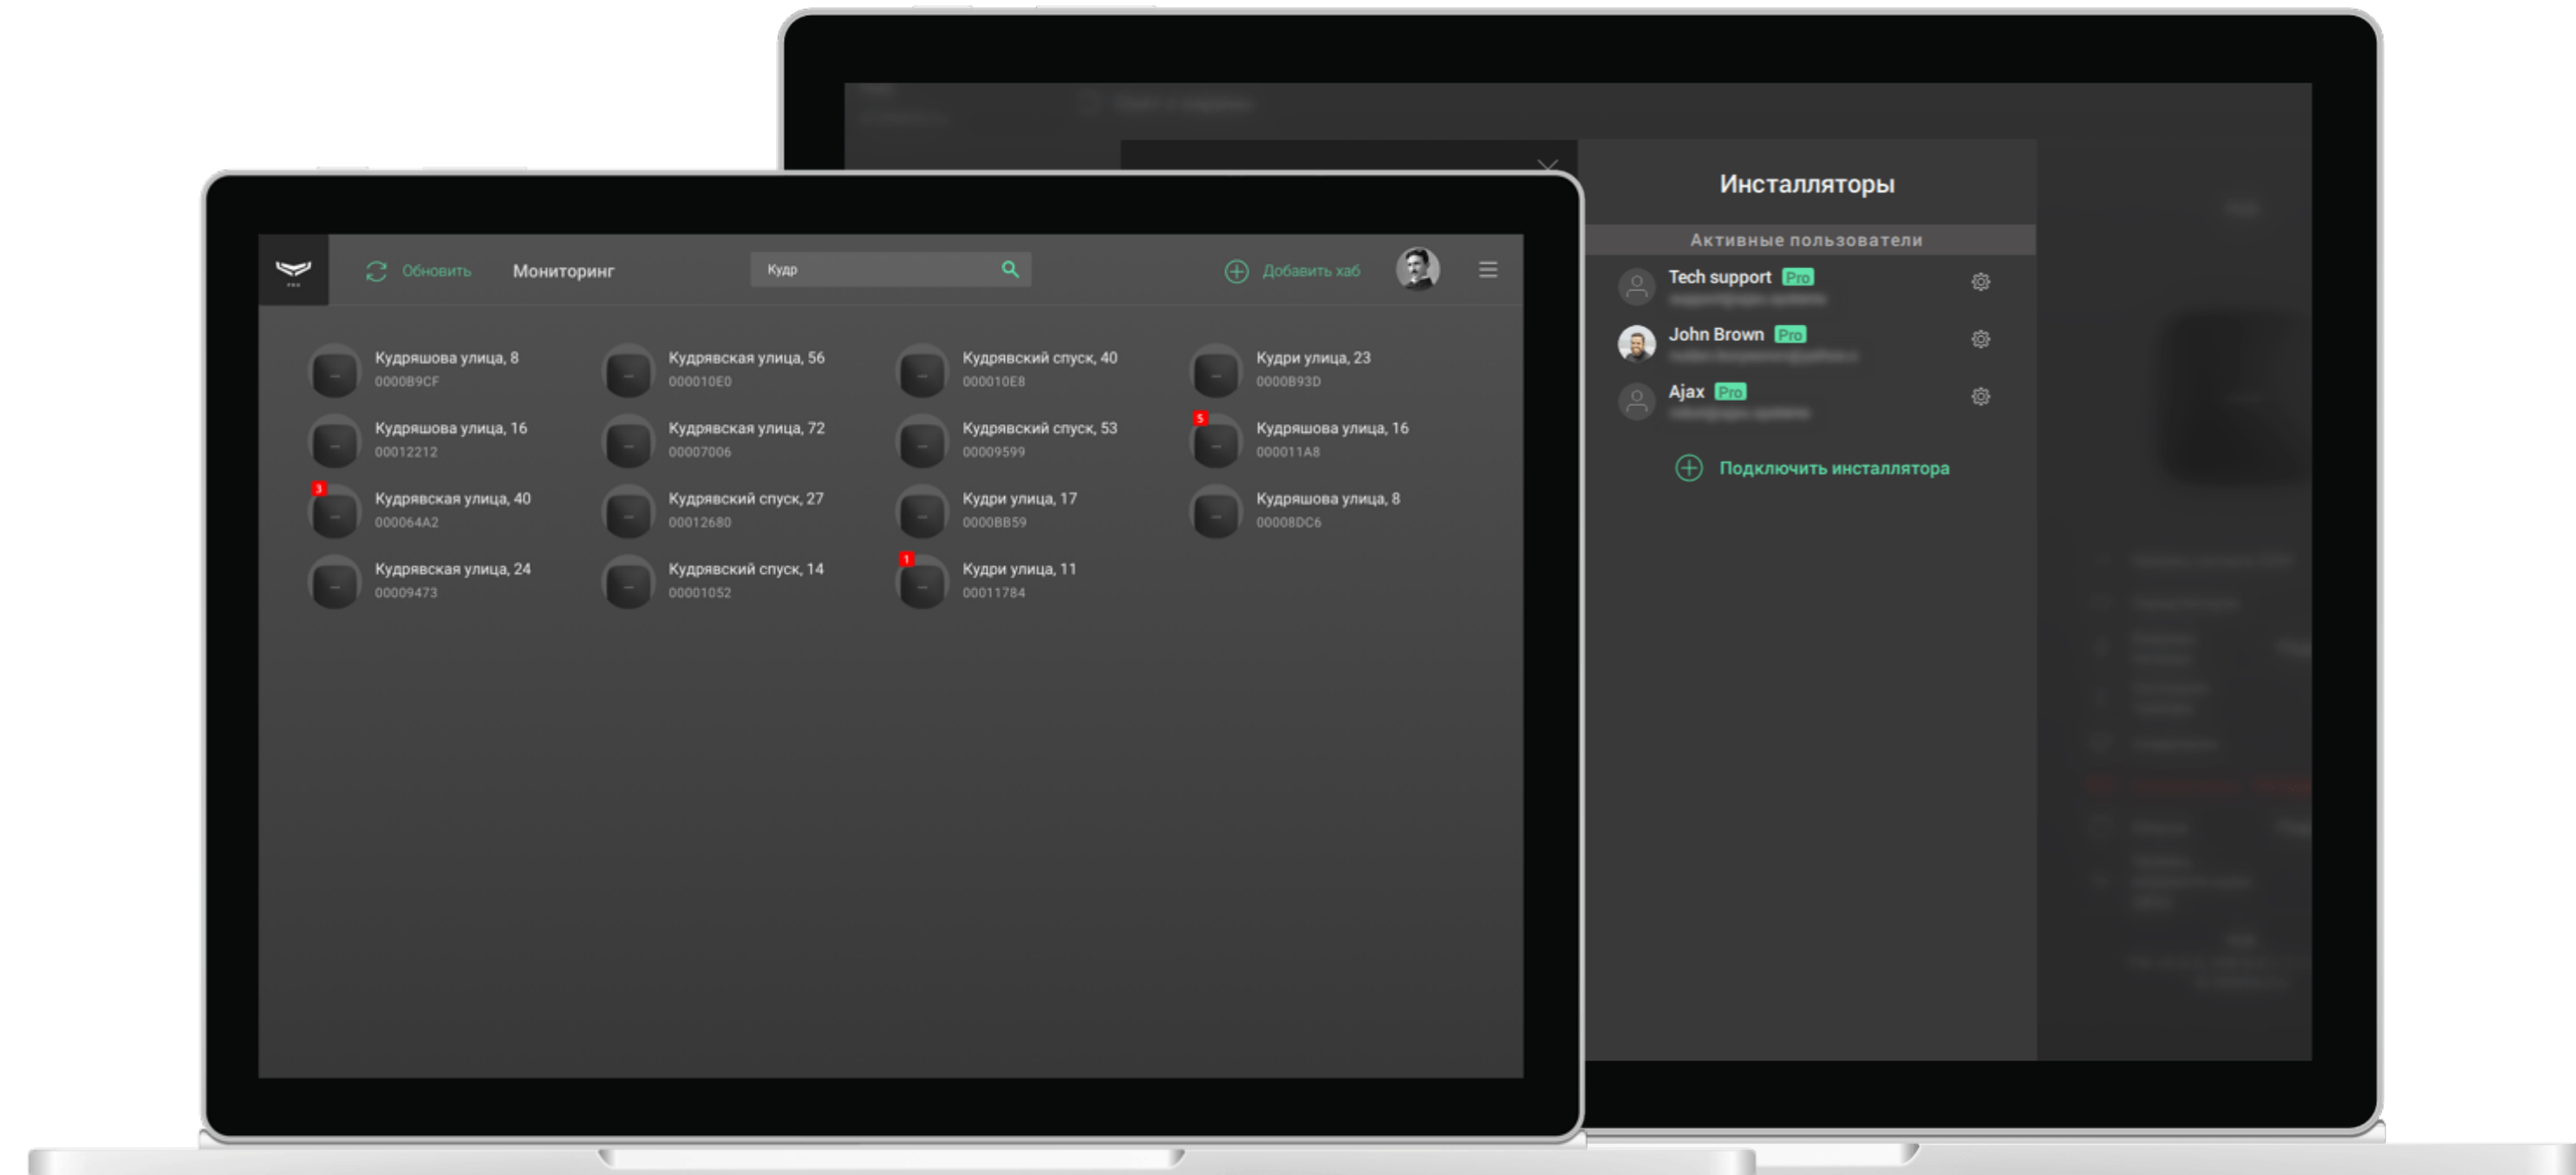 PRO
Обновить
Мониторинг
Кудр
Добавить хаб
Кудряшова улица, 8
0000B9CF
Кудряшова улица, 16
00012212
3
Кудрявская улица, 40
000064A2
Кудрявская улица, 24
00009473
Кудрявская улица, 56
000010E0
Кудрявская улица, 72
00007006
Кудрявский спуск, 27
00012680
Кудрявский спуск, 14
00001052
Кудрявский спуск, 40
000010E8
Кудрявский спуск, 53
00009599
Кудри улица, 17
0000BB59
1
Кудри улица, 11
00011784
Кудри улица, 23
0000B93D
5
Кудряшова улица, 16
000011A8
Кудряшова улица, 8
00008DC6
Инсталляторы
Активные пользователи
Tech support Pro
John Brown Pro
Ajax Pro
Подключить инсталлятора